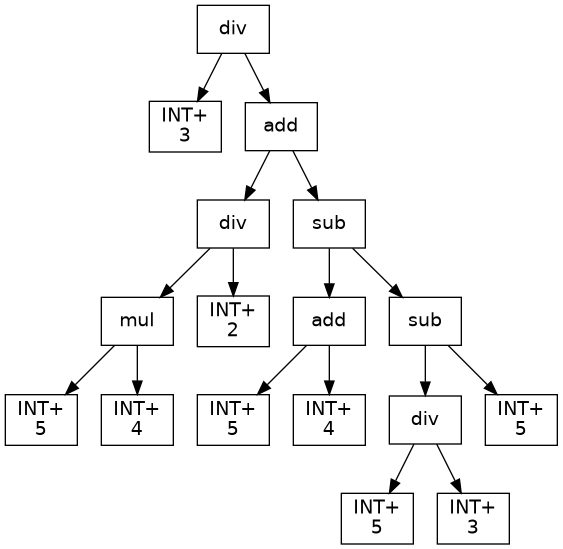 div
INT+
3
add
div
sub
mul
INT+
2
add
sub
INT+
5
INT+
4
INT+
5
INT+
4
div
INT+
5
INT+
5
INT+
3